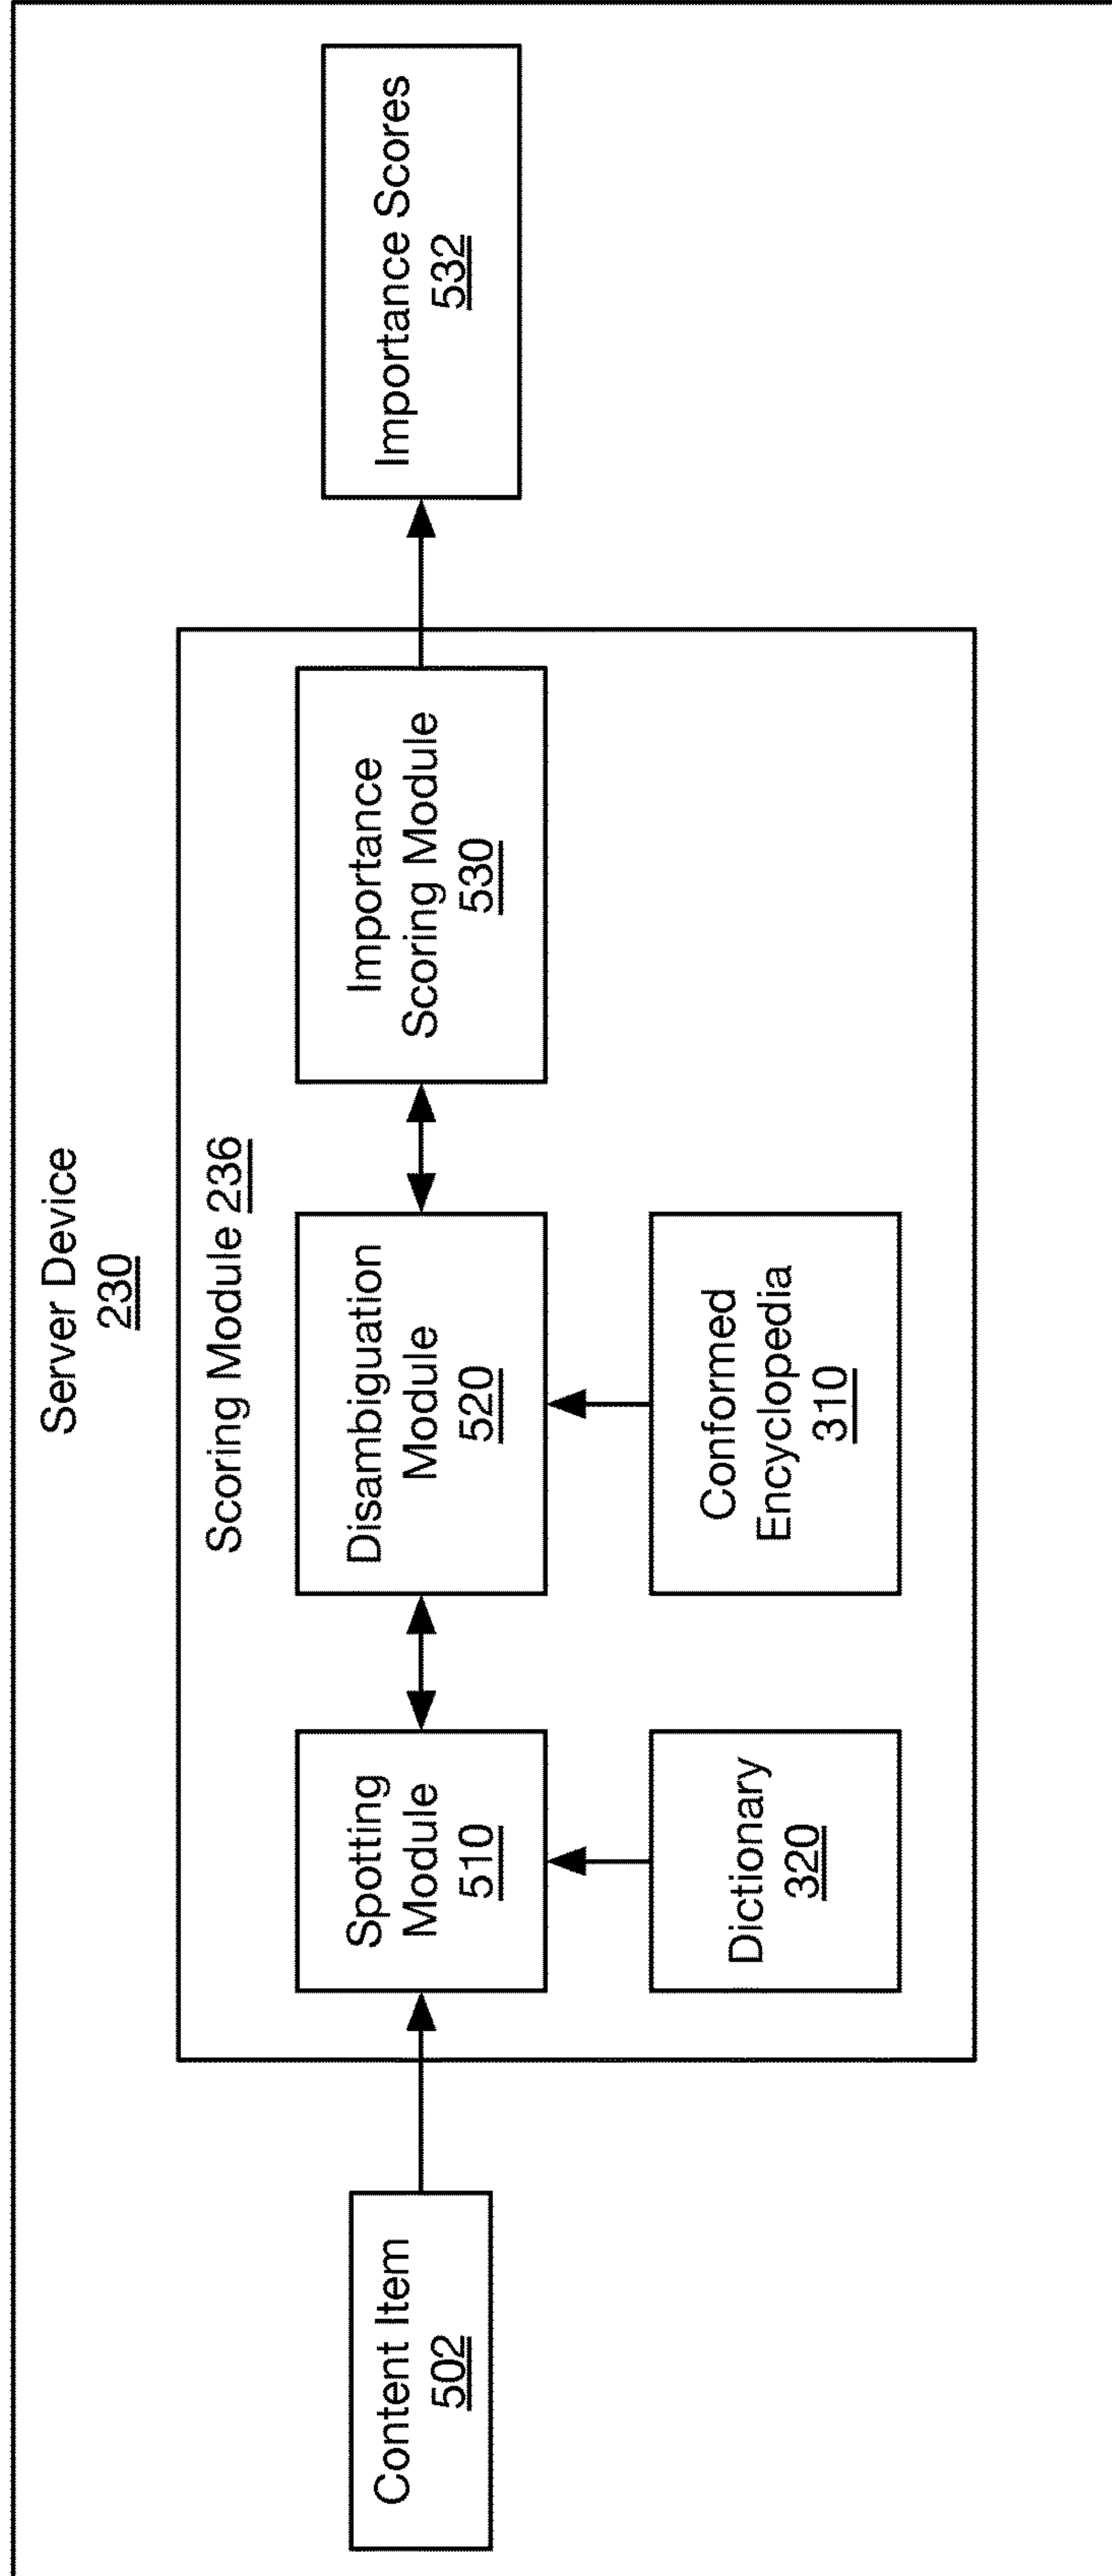 Server Device
230
Scoring Module 236
Content Item
502
Spotting
Module
510
Disambiguation
Module
520
Importance
Scoring Module
530
Importance Scores
532
Dictionary
320
Conformed
Encyclopedia
310